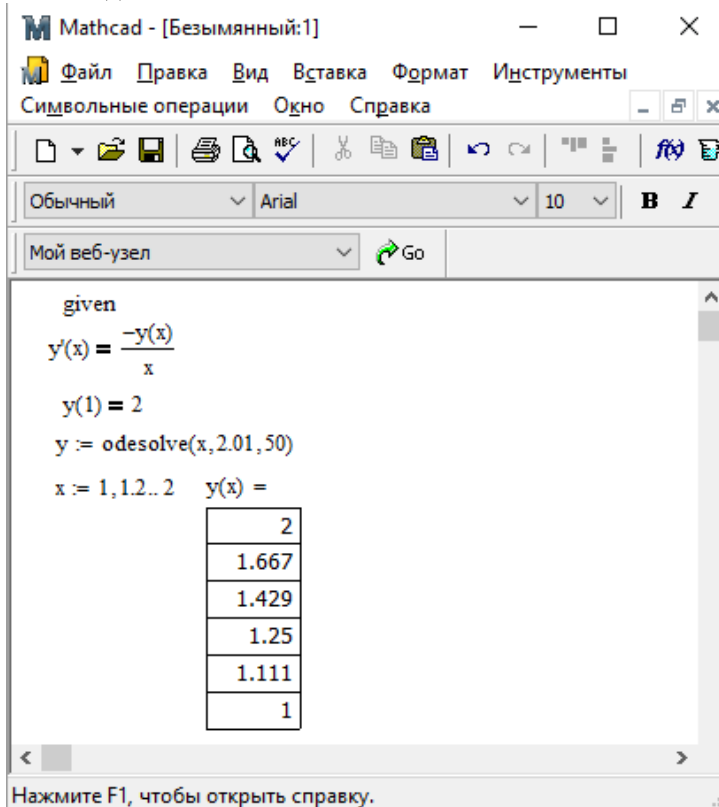 Mathcad - [Безымянный:1]
Файл Правка Вид Вставка Формат Инструменты
Символьные операции Окно Справка
ABC f(x)
Обычный Arial 10 B I
Мой веб-узел Go
given
y'(x) = -y(x)/x
y(1) = 2
y := odesolve(x,2.01,50)
x := 1,1.2.. 2 y(x) =
2
1.667
1.429
1.25
1.111
1
Нажмите F1, чтобы открыть справку.